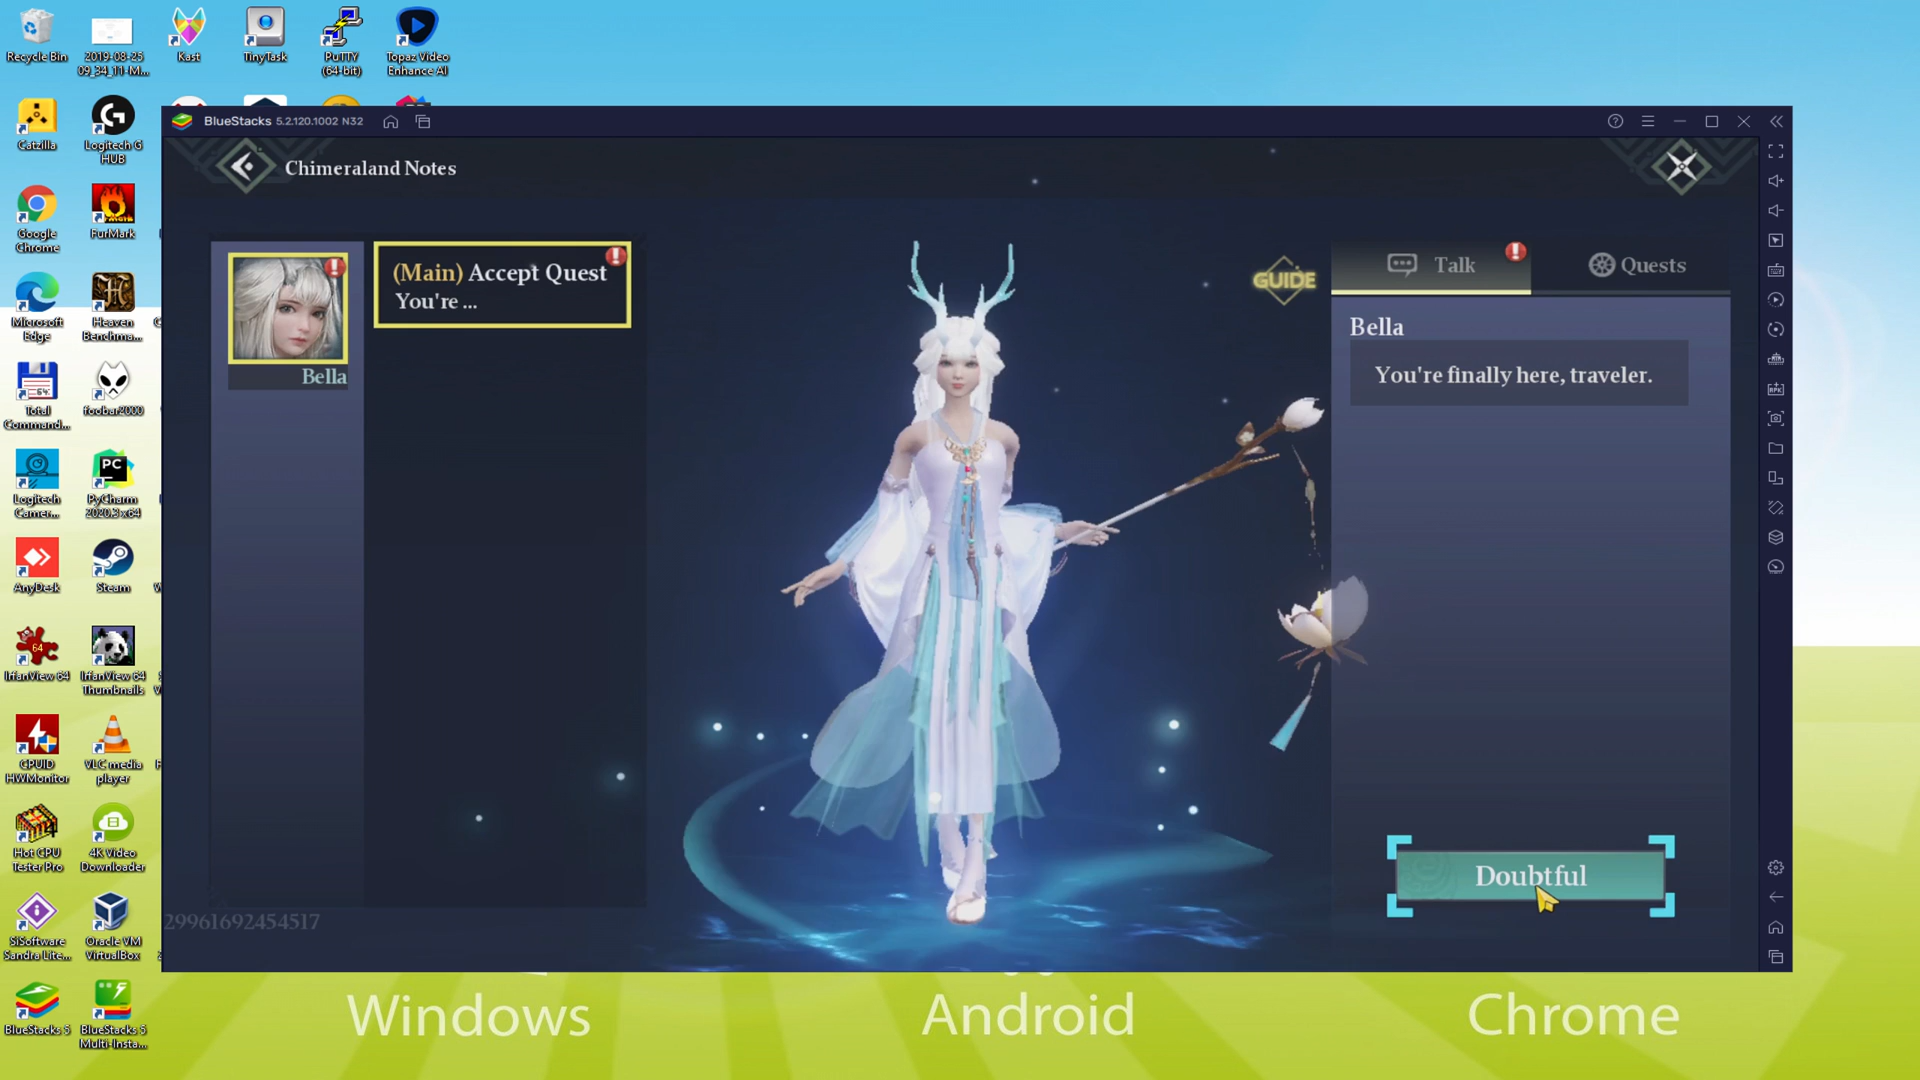 Recycle Bin
2019-08-25
09_34_11-M...
Kast
TinyTask
PuTTY
(64-bit)
Topaz Video
Enhance AI
Catzilla
Logitech G
HUB
Google
Chrome
FurMark
Microsoft
Edge
Heaven
Benchma...
Total
Comman­d...
foobar2000
Logitech
Camer...
PyCharm
2020.3 x64
AnyDesk
Steam
IrfanView 64
IrfanView 64
Thumbnails
CPUID
HWMonitor
VLC media
player
Hot CPU
Tester Pro
4K Video
Downloader
SiSoftware
Sandra Lite...
Oracle VM
VirtualBox
BlueStacks 5
BlueStacks 5
Multi-Insta...
BlueStacks 5.2.120.1002 N32
Chimeraland Notes
Bella
(Main) Accept Quest
You're ...
GUIDE
Talk
Quests
Bella
You're finally here, traveler.
Doubtful
29961692454517
Windows
Android
Chrome